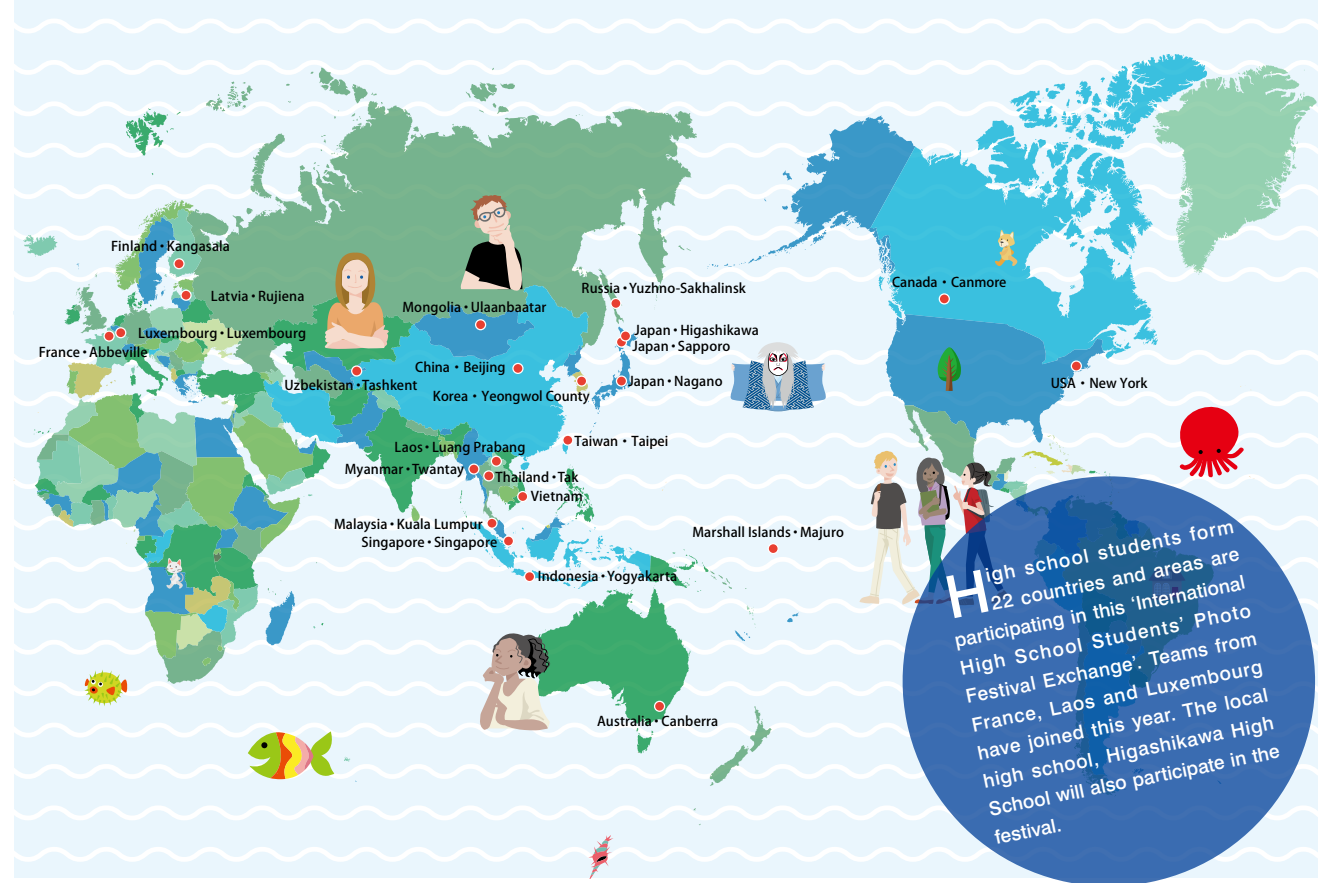 Finland・Kangasala
Latvia・Rujiena
Luxembourg・Luxembourg
France・Abbeville
Mongolia・Ulaanbaatar
Russia・Yuzhno-Sakhalinsk
Canada・Canmore
Japan・Higashikawa
Japan・Sapporo
China・Beijing
Uzbekistan・Tashkent
Japan・Nagano
USA・New York
Korea・Yeongwol County
Taiwan・Taipei
Laos・Luang Prabang
Myanmar・Twantay
Thailand・Tak
Vietnam
Malaysia・Kuala Lumpur
Singapore・Singapore
Marshall Islands・Majuro
Indonesia・Yogyakarta
Australia・Canberra
High school students form
22 countries and areas are
participating in this ‘International
High School Students’ Photo
Festival Exchange’. Teams from
France, Laos and Luxembourg
have joined this year. The local
high school, Higashikawa High
School will also participate in the
festival.